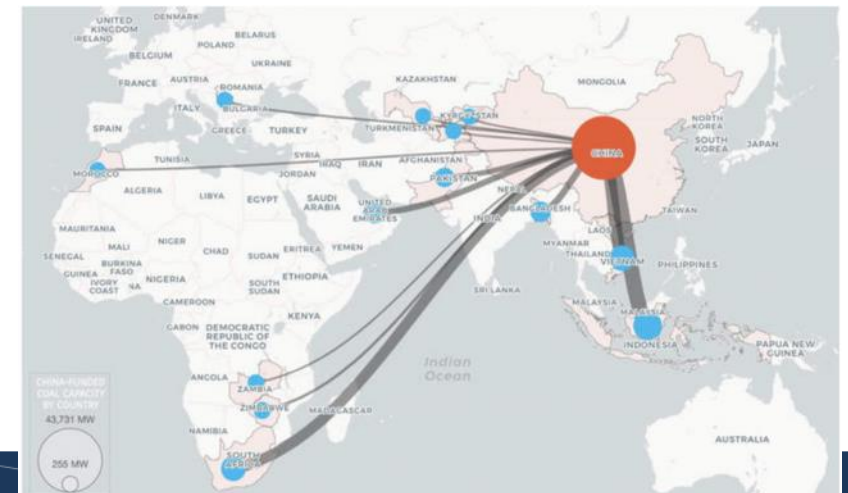 UNITED
KINGDOM
DENMARK
IRELAND
BELARUS
POLAND
BELGIUM
UKRAINE
FRANCE
AUSTRIA
KAZAKHSTAN
MONGOLIA
ROMANIA
ITALY
BULGARIA
KYRGYZSTAN
NORTH
KOREA
SPAIN
GREECE
TURKEY
TURKMENISTAN
SOUTH
KOREA
JAPAN
CHINA
TUNISIA
SYRIA
IRAQ
IRAN
AFGHANISTAN
MOROCCO
JORDAN
PAKISTAN
ALGERIA
LIBYA
EGYPT
SAUDI
ARABIA
UNITED
ARAB
EMIRATES
INDIA
BANGLADESH
TAIWAN
MAURITANIA
LAOS
MYANMAR
MALI
NIGER
CHAD
SUDAN
ERITREA
YEMEN
THAILAND
VIETNAM
PHILIPPINES
SENEGAL
BURKINA
FASO
GUINEA
IVORY
COAST
NIGERIA
SOUTH
SUDAN
ETHIOPIA
SRI LANKA
CAMEROON
MALAYSIA
MALAYSIA
KENYA
GABON
DEMOCRATIC
REPUBLIC OF
THE CONGO
INDONESIA
PAPUA NEW
GUINEA
Indian
Ocean
ANGOLA
ZAMBIA
CHINA-FUNDED
COAL CAPACITY
BY COUNTRY
43,731 MW
ZIMBABWE
MADAGASCAR
NAMIBIA
AUSTRALIA
255 MW
SOUTH
AFRICA